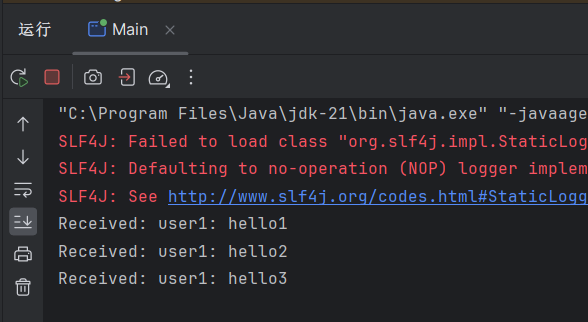 运行
Main
"C:\Program Files\Java\jdk-21\bin\java.exe" "-javaage
SLF4J: Failed to load class "org.slf4j.impl.StaticLog
SLF4J: Defaulting to no-operation (NOP) logger implem
SLF4J: See http://www.slf4j.org/codes.html#StaticLogg
Received: user1: hello1
Received: user1: hello2
Received: user1: hello3